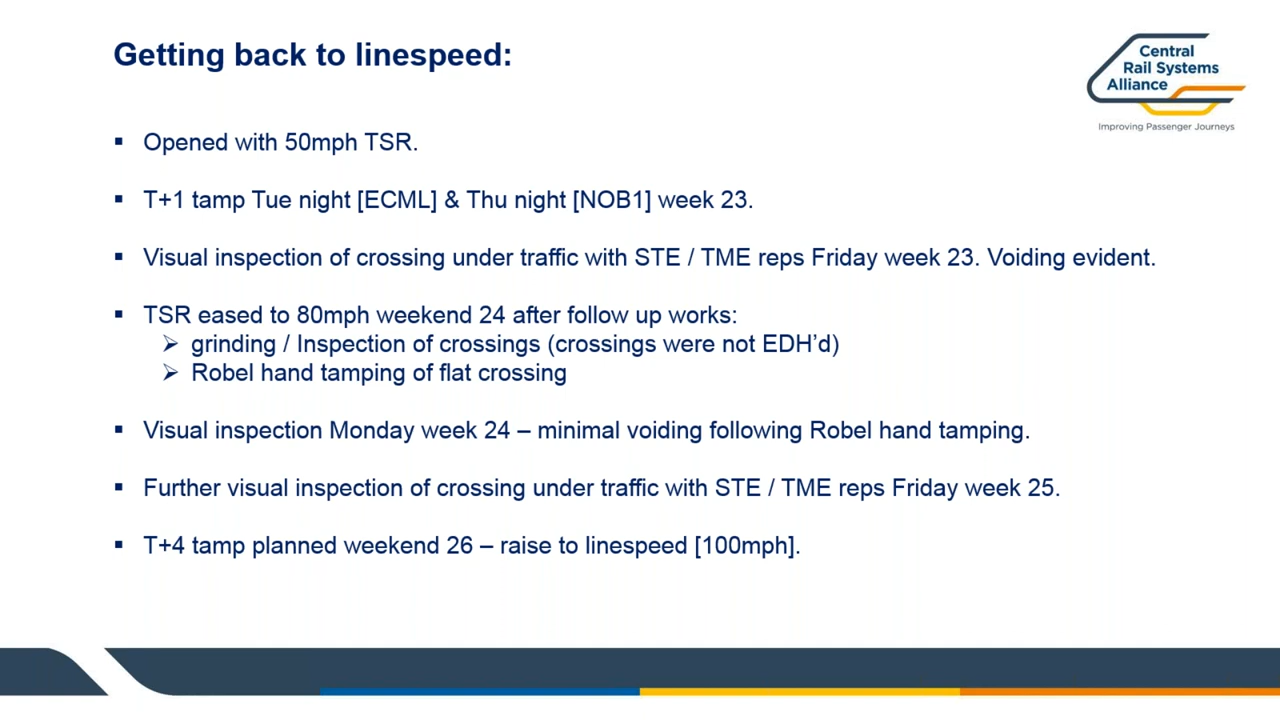 Getting back to linespeed:
Central
Rail Systems
Alliance
Improving Passenger Journeys
▪ Opened with 50mph TSR.
▪ T+1 tamp Tue night [ECML] & Thu night [NOB1] week 23.
▪ Visual inspection of crossing under traffic with STE / TME reps Friday week 23. Voiding evident.
▪ TSR eased to 80mph weekend 24 after follow up works:
➢ grinding / Inspection of crossings (crossings were not EDH’d)
➢ Robel hand tamping of flat crossing
▪ Visual inspection Monday week 24 – minimal voiding following Robel hand tamping.
▪ Further visual inspection of crossing under traffic with STE / TME reps Friday week 25.
▪ T+4 tamp planned weekend 26 – raise to linespeed [100mph].